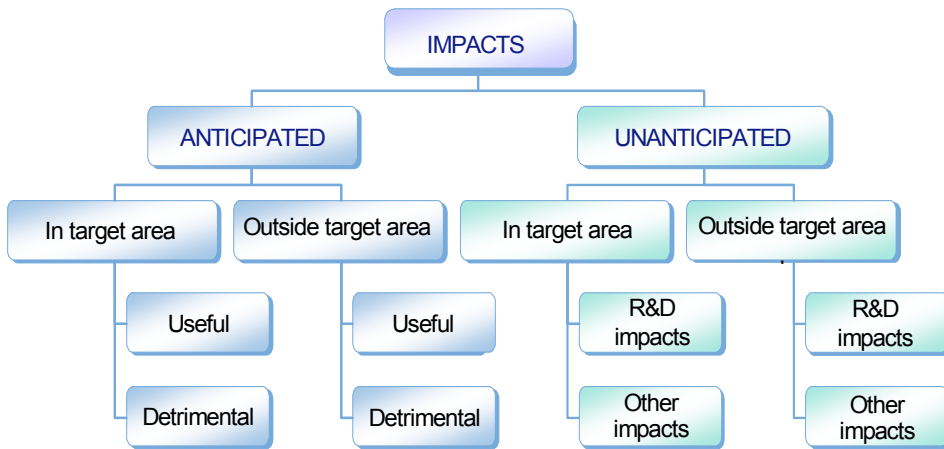 IMPACTS
ANTICIPATED
UNANTICIPATED
In target area
Outside target area
In target area
Outside target area
Useful
Useful
R&D
impacts
R&D
impacts
Detrimental
Detrimental
Other
impacts
Other
impacts